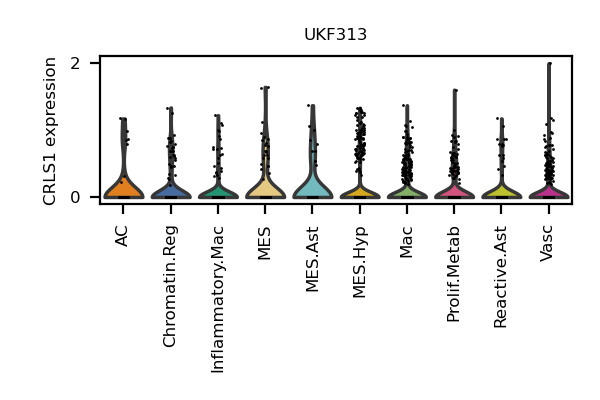 UKF313
CRLS1 expression
2
0
AC
Chromatin.Reg
Inflammatory.Mac
MES
MES.Ast
MES.Hyp
Mac
Prolif.Metab
Reactive.Ast
Vasc